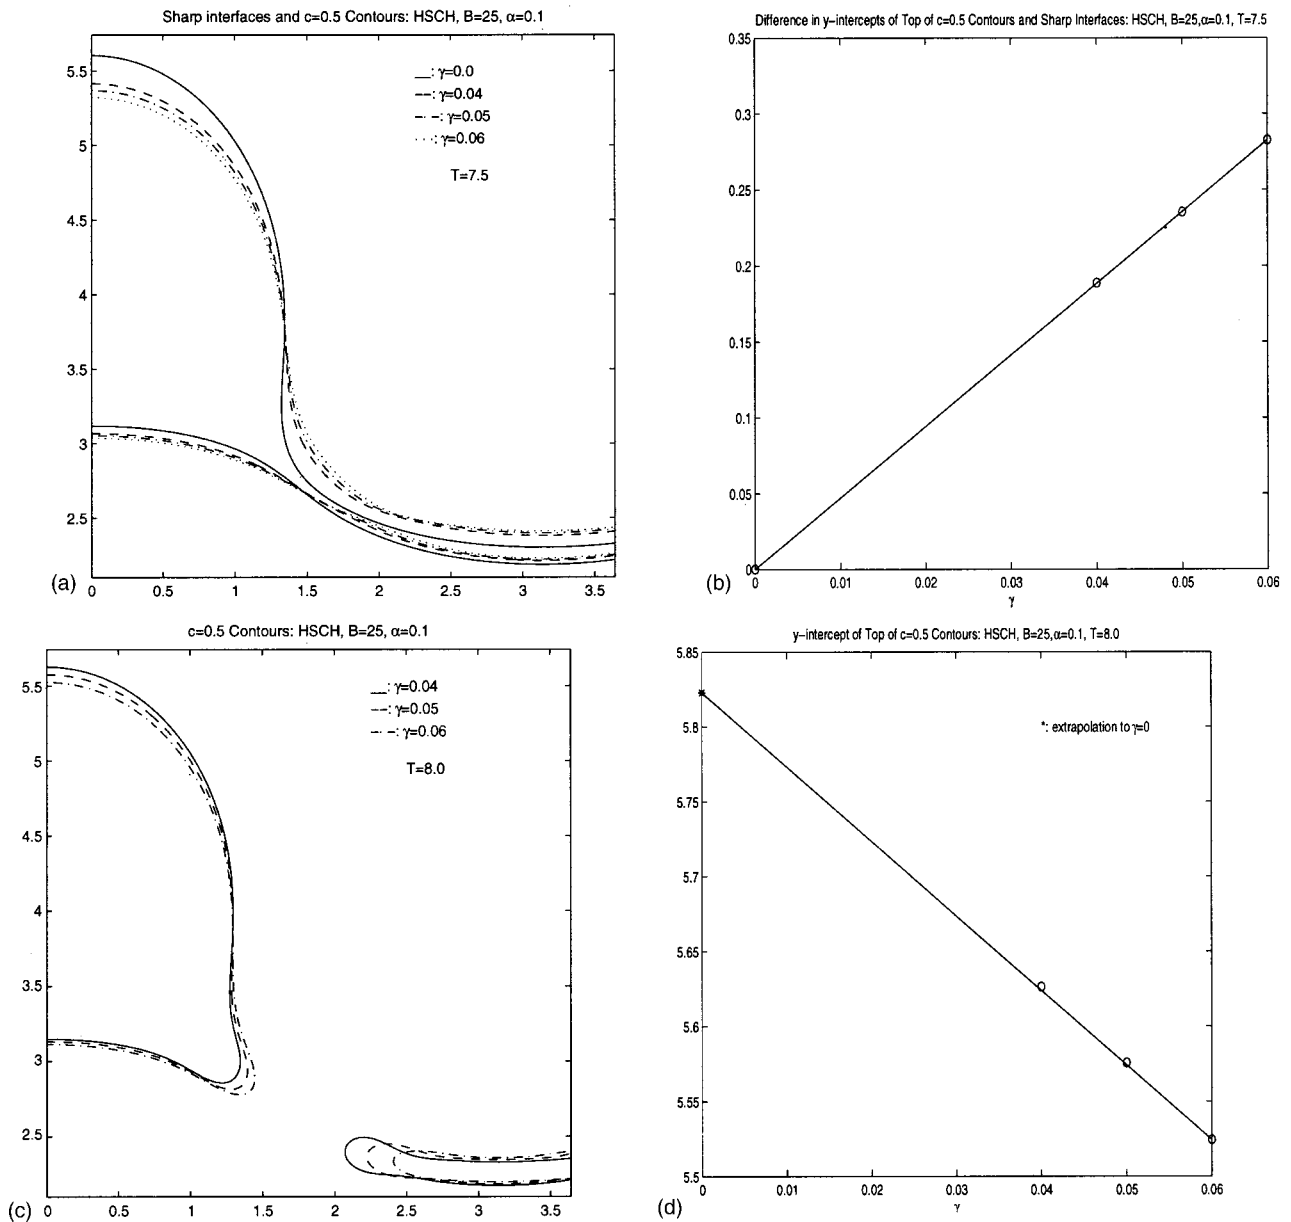 Sharp interfaces and c=0.5 Contours: HSCH, B=25, α=0.1
__: γ=0.0
--: γ=0.04
-·-: γ=0.05
···: γ=0.06
T=7.5
5.5
5
4.5
4
3.5
3
2.5
0 0.5 1 1.5 2 2.5 3 3.5
(a)
Difference in y-intercepts of Top of c=0.5 Contours and Sharp Interfaces: HSCH, B=25,α=0.1, T=7.5
0.35
0.3
0.25
0.2
0.15
0.1
0.05
0
0 0.01 0.02 0.03 0.04 0.05 0.06
γ
(b)
c=0.5 Contours: HSCH, B=25, α=0.1
__: γ=0.04
--: γ=0.05
·-·-: γ=0.06
T=8.0
5.5
5
4.5
4
3.5
3
2.5
0 0.5 1 1.5 2 2.5 3 3.5
(c)
y-intercept of Top of c=0.5 Contours: HSCH, B=25,α=0.1, T=8.0
*: extrapolation to γ=0
5.85
5.8
5.75
5.7
5.65
5.6
5.55
5.5
0 0.01 0.02 0.03 0.04 0.05 0.06
γ
(d)